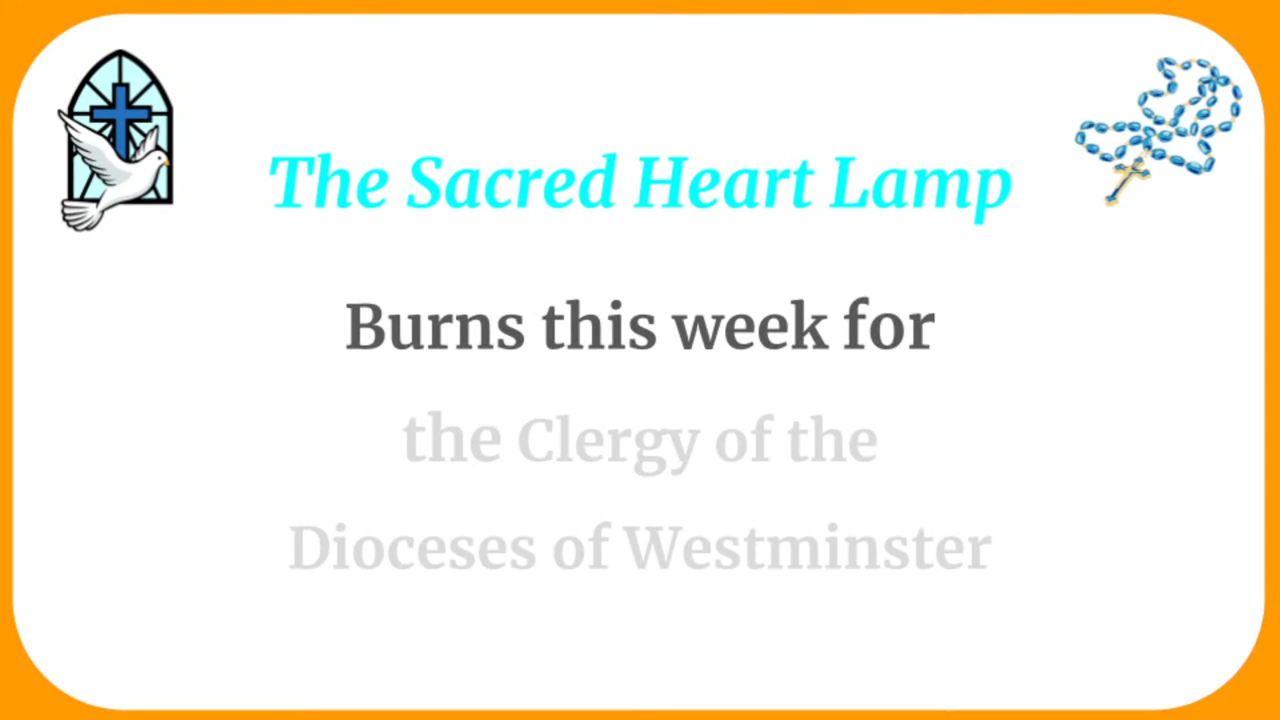 The Sacred Heart Lamp
Burns this week for
the Clergy of the
Dioceses of Westminster